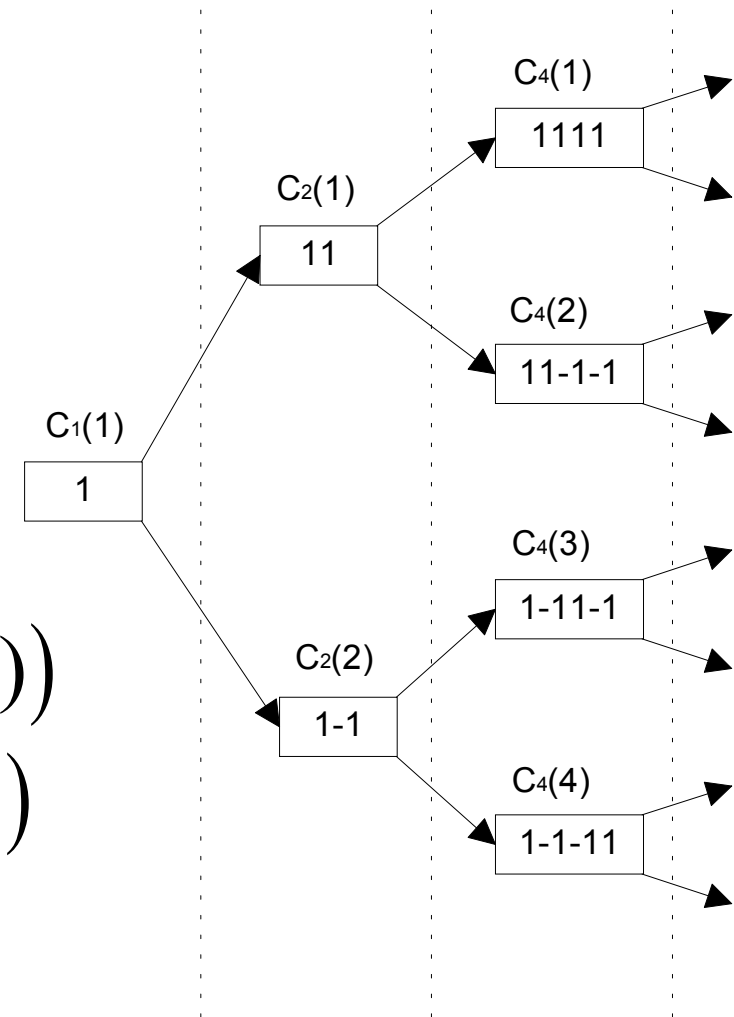 C₄(1)
1111
C₂(1)
11
C₄(2)
11-1-1
C₁(1)
1
C₄(3)
1-11-1
))
C₂(2)
1-1
)
C₄(4)
1-1-11